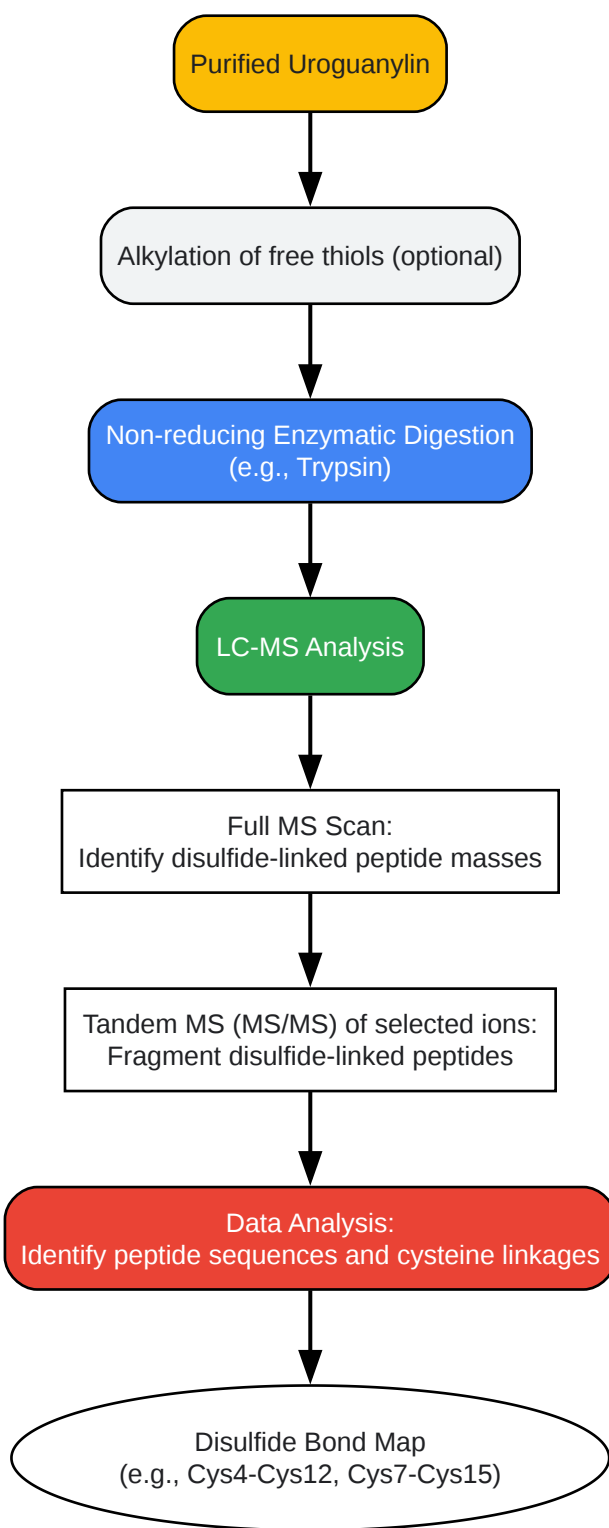 Purified Uroguanylin
Alkylation of free thiols (optional)
Non-reducing Enzymatic Digestion
(e.g., Trypsin)
LC-MS Analysis
Full MS Scan:
Identify disulfide-linked peptide masses
Tandem MS (MS/MS) of selected ions:
Fragment disulfide-linked peptides
Data Analysis:
Identify peptide sequences and cysteine linkages
Disulfide Bond Map
(e.g., Cys4-Cys12, Cys7-Cys15)